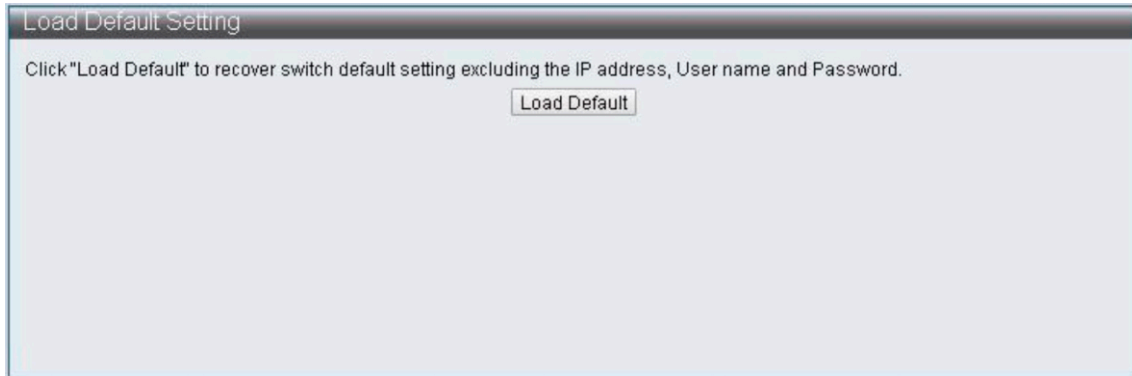 Load Default Setting
Click "Load Default" to recover switch default setting excluding the IP address, User name and Password.
Load Default